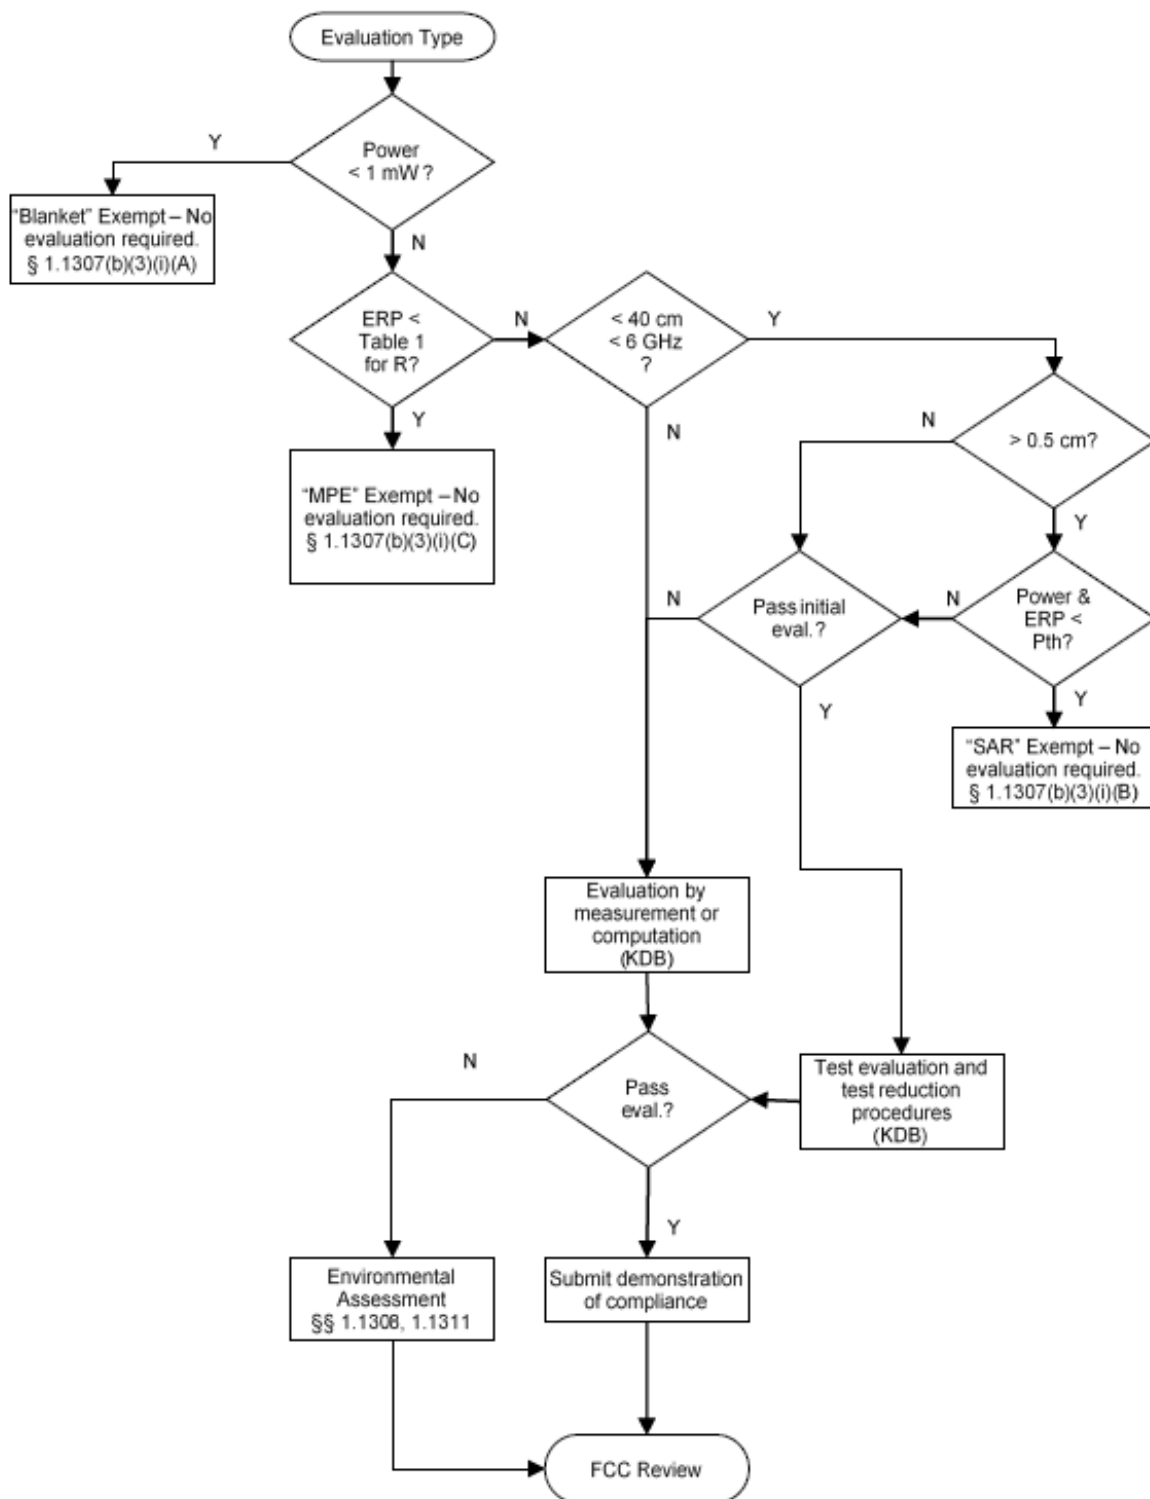 Evaluation Type
Power
< 1 mW ?
Y
"Blanket" Exempt – No
evaluation required.
§ 1.1307(b)(3)(i)(A)
N
ERP <
Table 1
for R?
N
< 40 cm
< 6 GHz
?
Y
Y
N
N
> 0.5 cm?
"MPE" Exempt – No
evaluation required.
§ 1.1307(b)(3)(i)(C)
Y
N
Pass initial
eval.?
N
Power &
ERP <
Pth?
Y
Y
"SAR" Exempt – No
evaluation required.
§ 1.1307(b)(3)(i)(B)
Evaluation by
measurement or
computation
(KDB)
N
Pass
eval.?
Test evaluation and
test reduction
procedures
(KDB)
Y
Environmental
Assessment
§§ 1.1308, 1.1311
Submit demonstration
of compliance
FCC Review